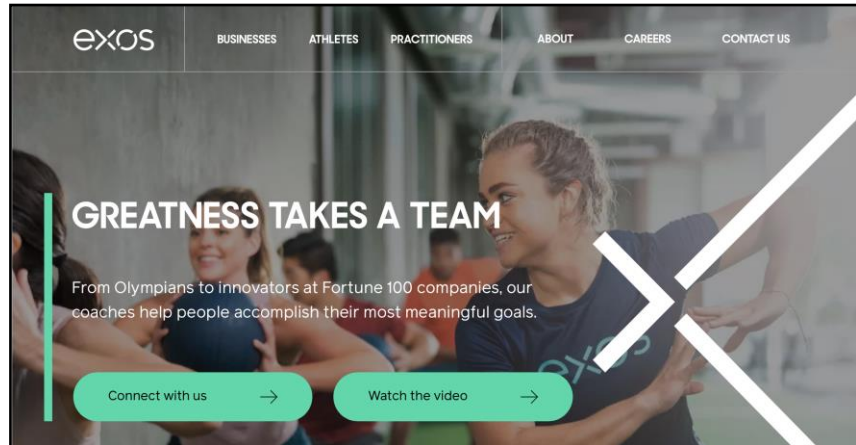 exos
BUSINESSES ATHLETES PRACTITIONERS ABOUT CAREERS CONTACT US
GREATNESS TAKES A TEAM
From Olympians to innovators at Fortune 100 companies, our
coaches help people accomplish their most meaningful goals.
exos
Connect with us →
Watch the video →